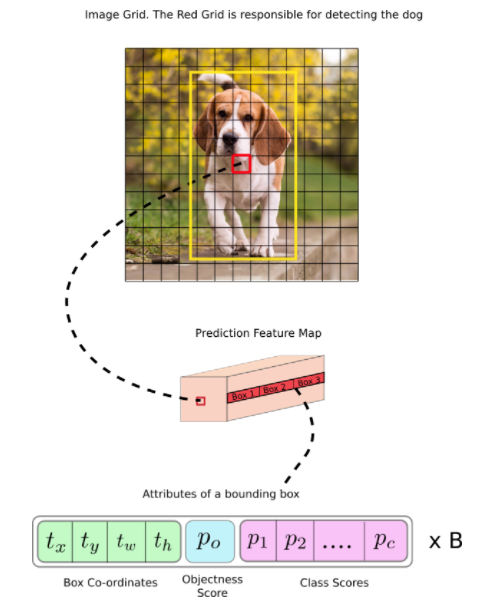 Image Grid. The Red Grid is responsible for detecting the dog
Prediction Feature Map
Box 1 Box 2 Box 3
Attributes of a bounding box
tx ty tw th po p1 p2 .... pc x B
Box Co-ordinates Objectness Score Class Scores